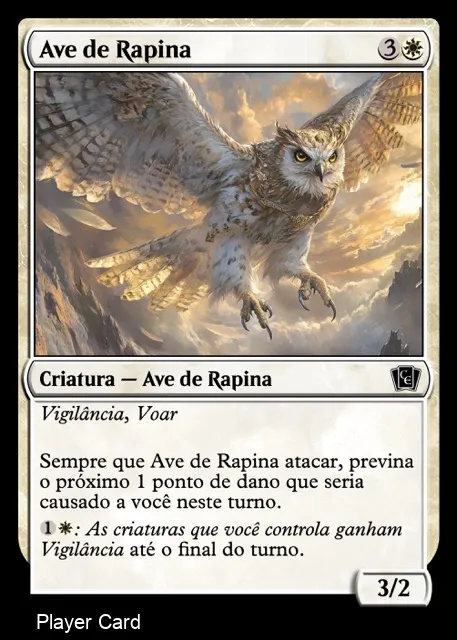 Ave de Rapina 3
Criatura — Ave de Rapina
CE
Vigilância, Voar
Sempre que Ave de Rapina atacar, previna
o próximo 1 ponto de dano que seria
causado a você neste turno.
1 : As criaturas que você controla ganham
Vigilância até o final do turno.
3/2
Player Card